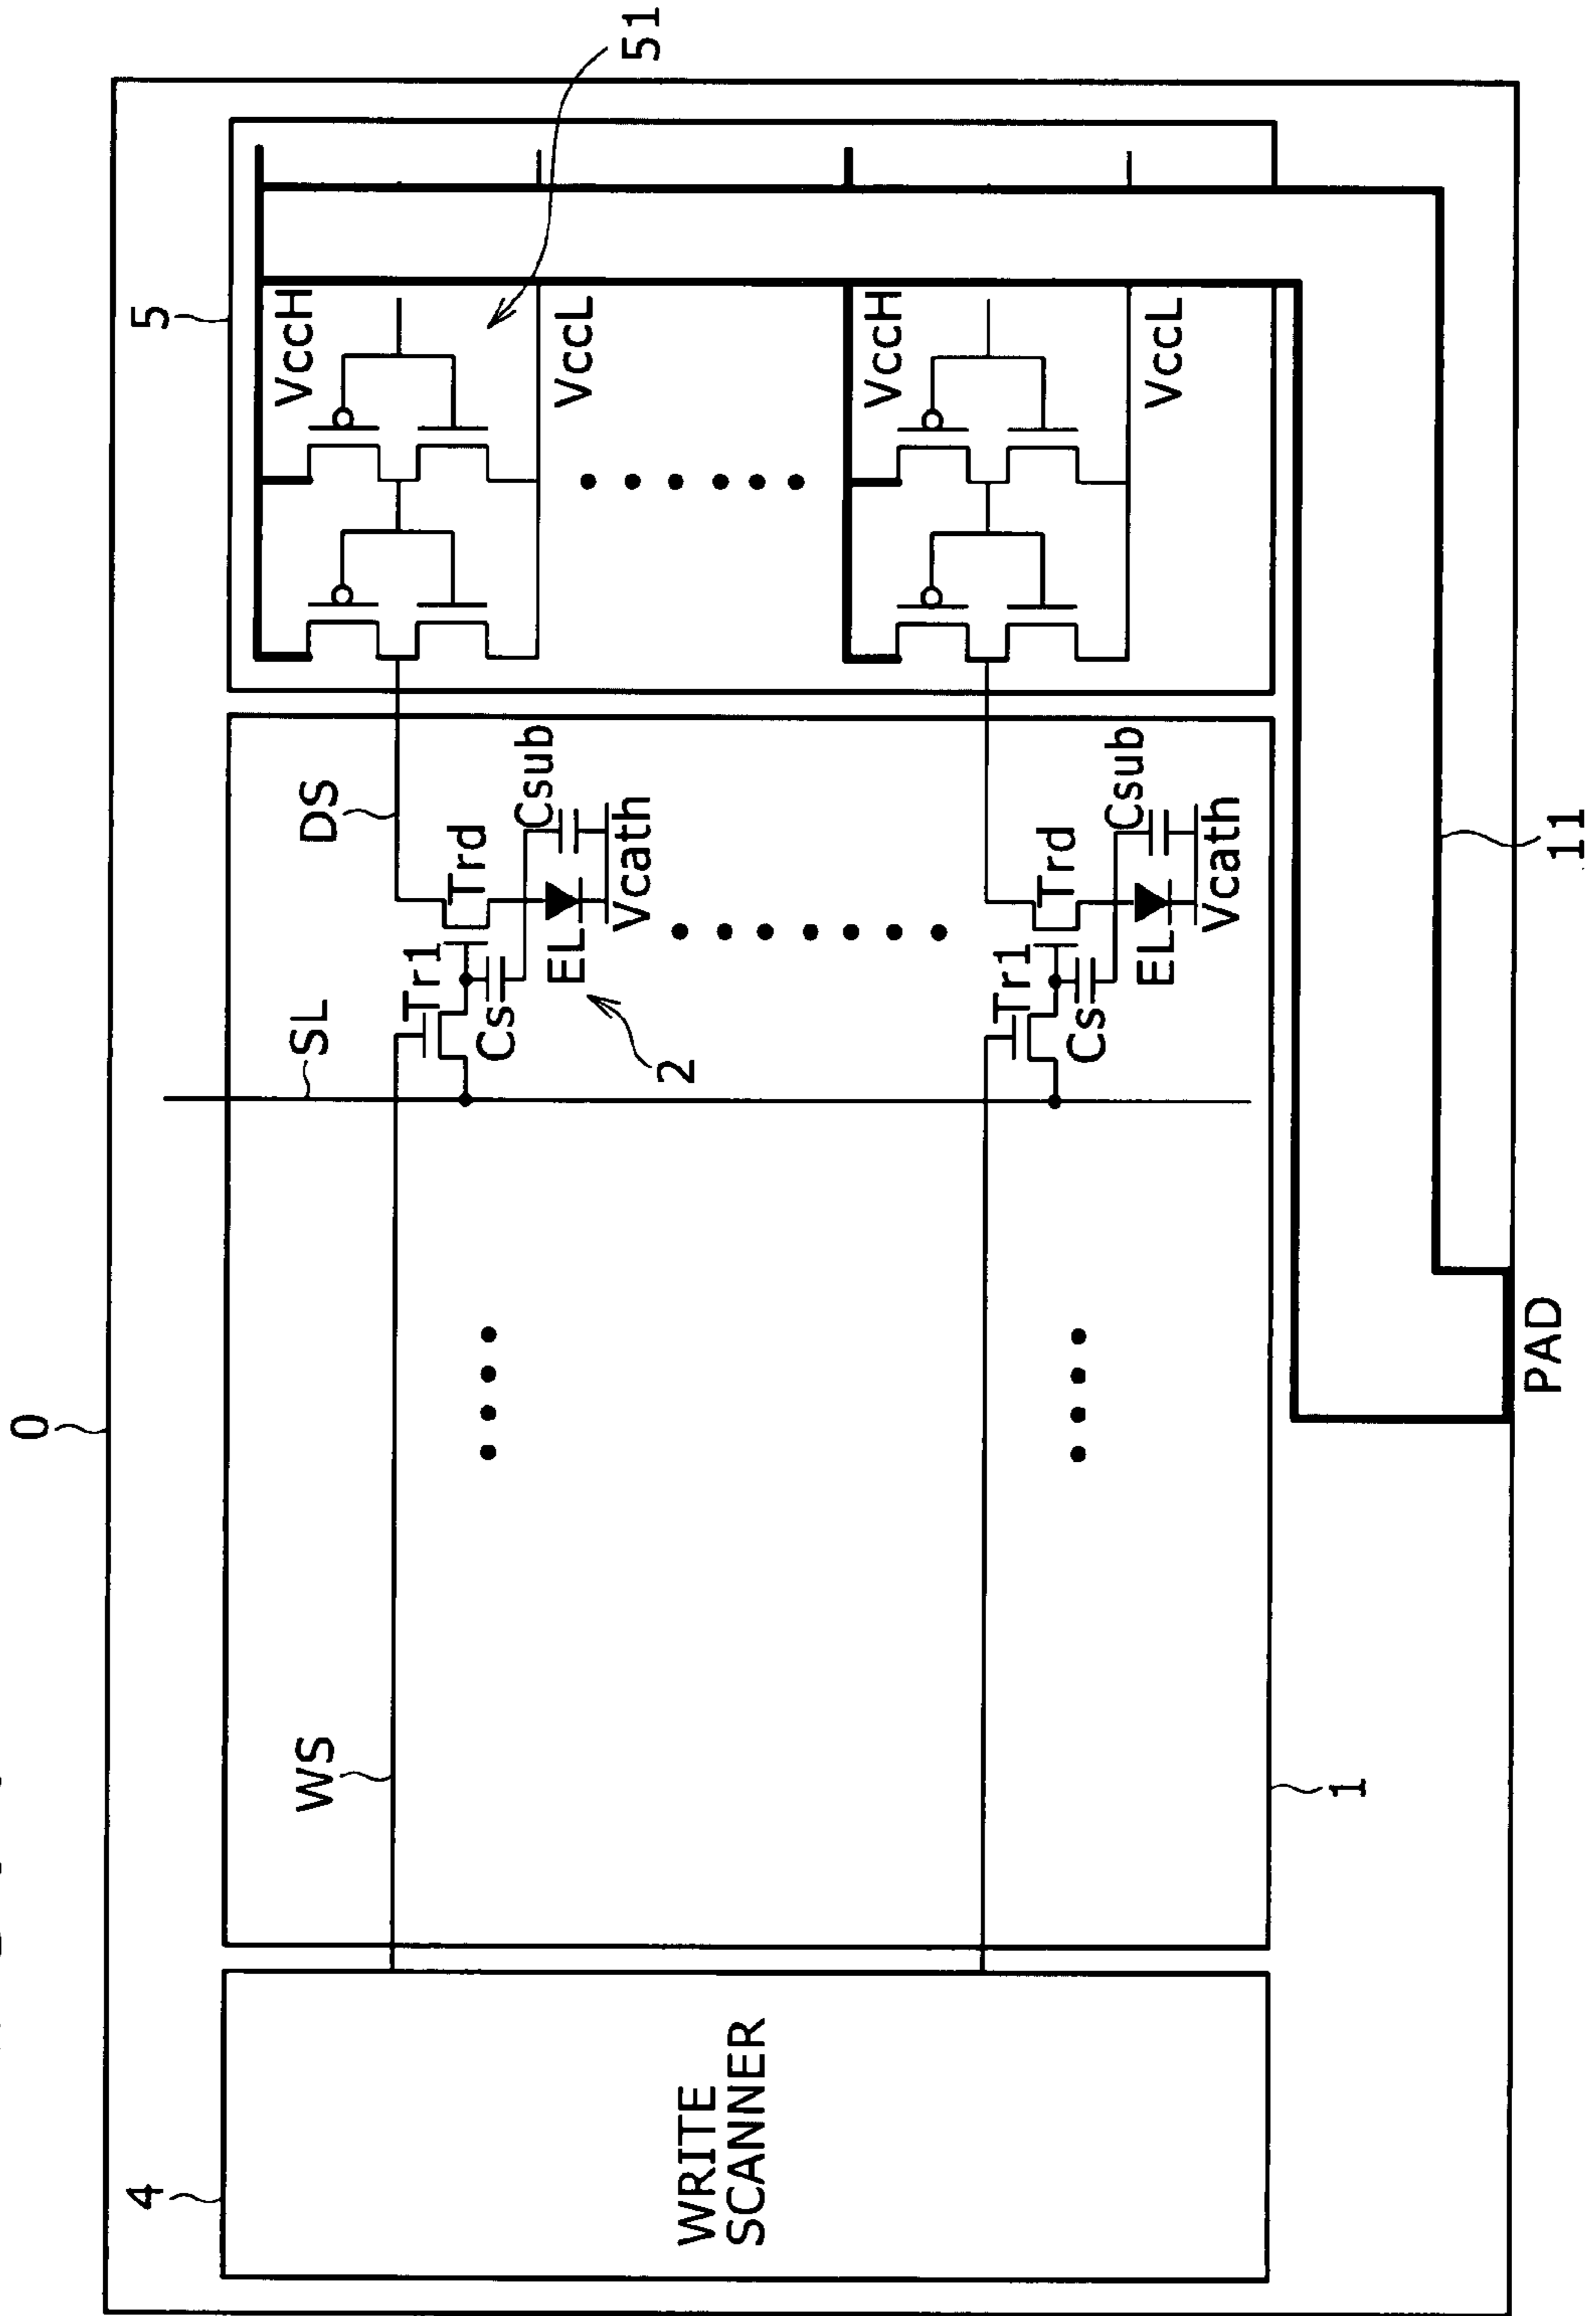 0
4
5
WS
SL
DS
VccH
Tr1
Trd
Cs
Csub
EL
VccL
Vcath
51
2
WRITE
SCANNER
VccH
Tr1
Trd
Cs
Csub
EL
VccL
Vcath
1
PAD
11